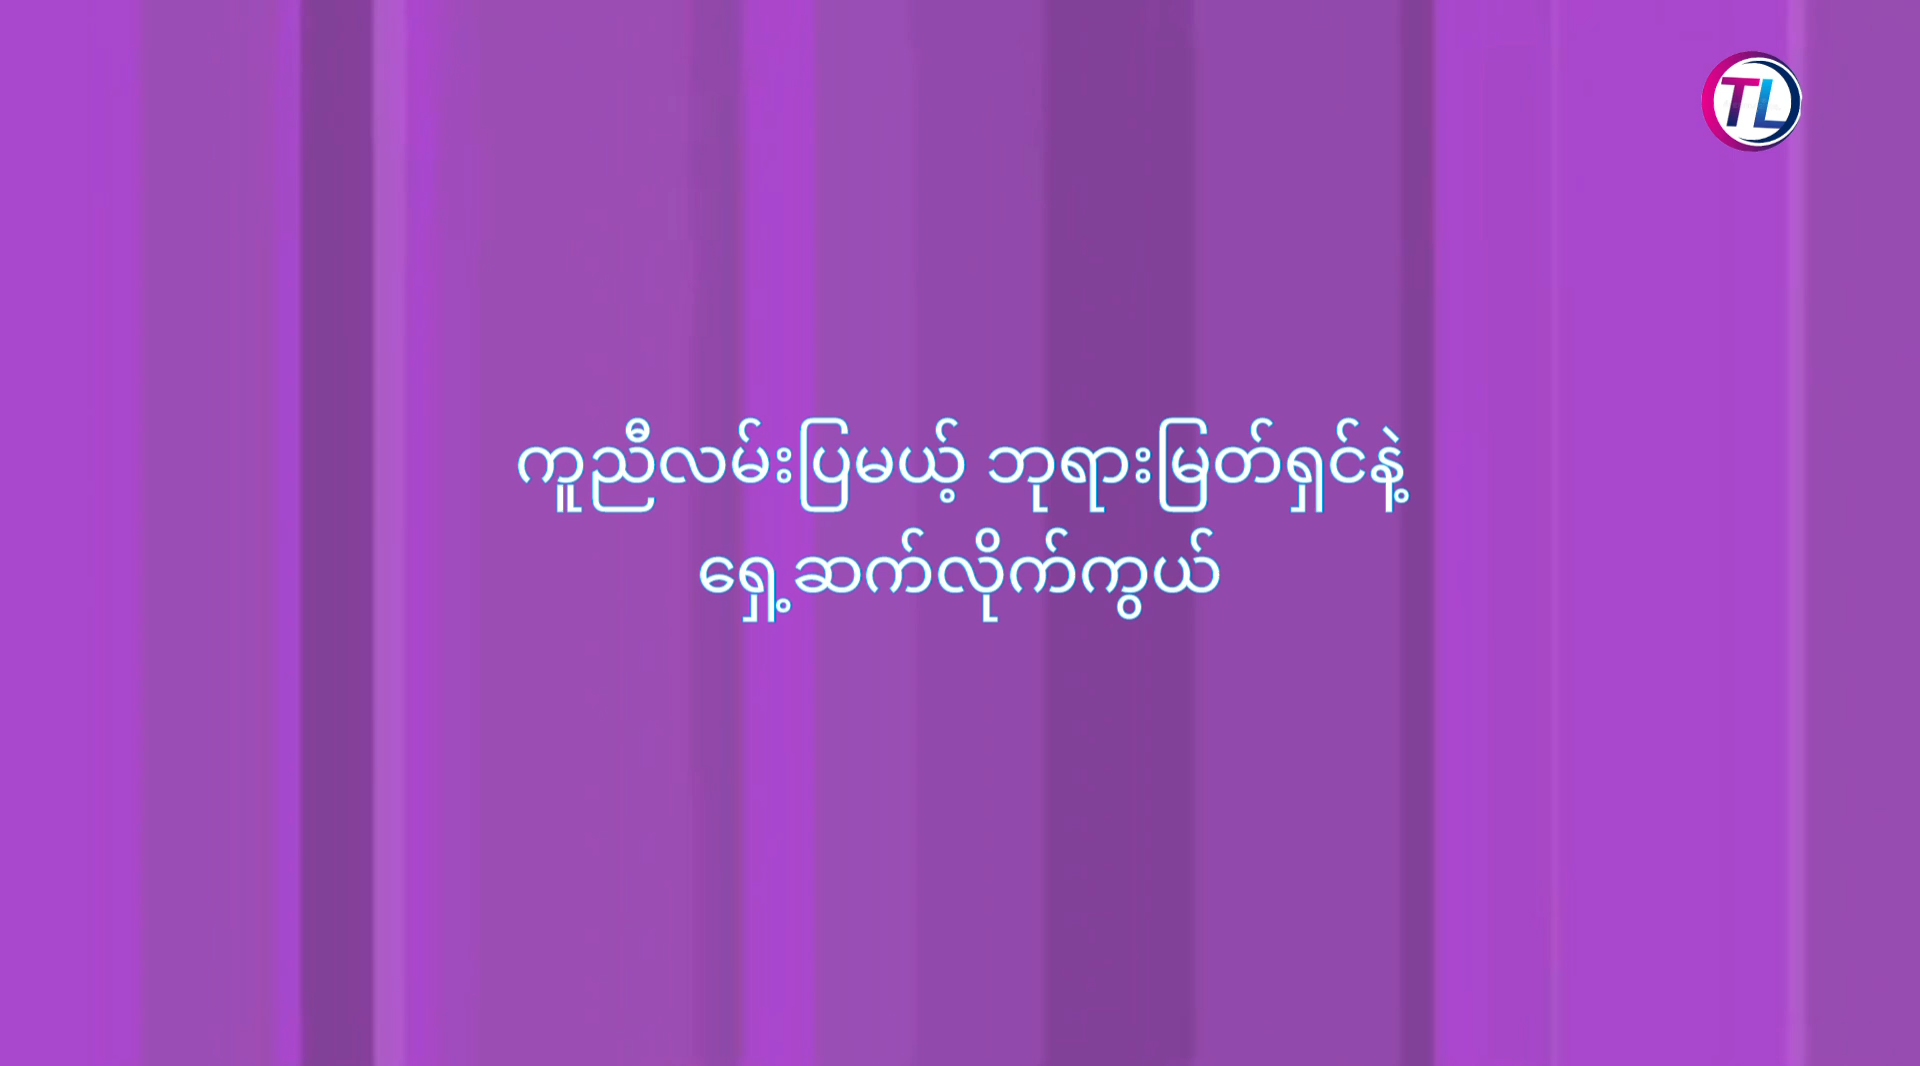 TL
ကူညီလမ်းပြမယ့် ဘုရားမြတ်ရှင်နဲ့
ရှေ့ဆက်လိုက်ကွယ်